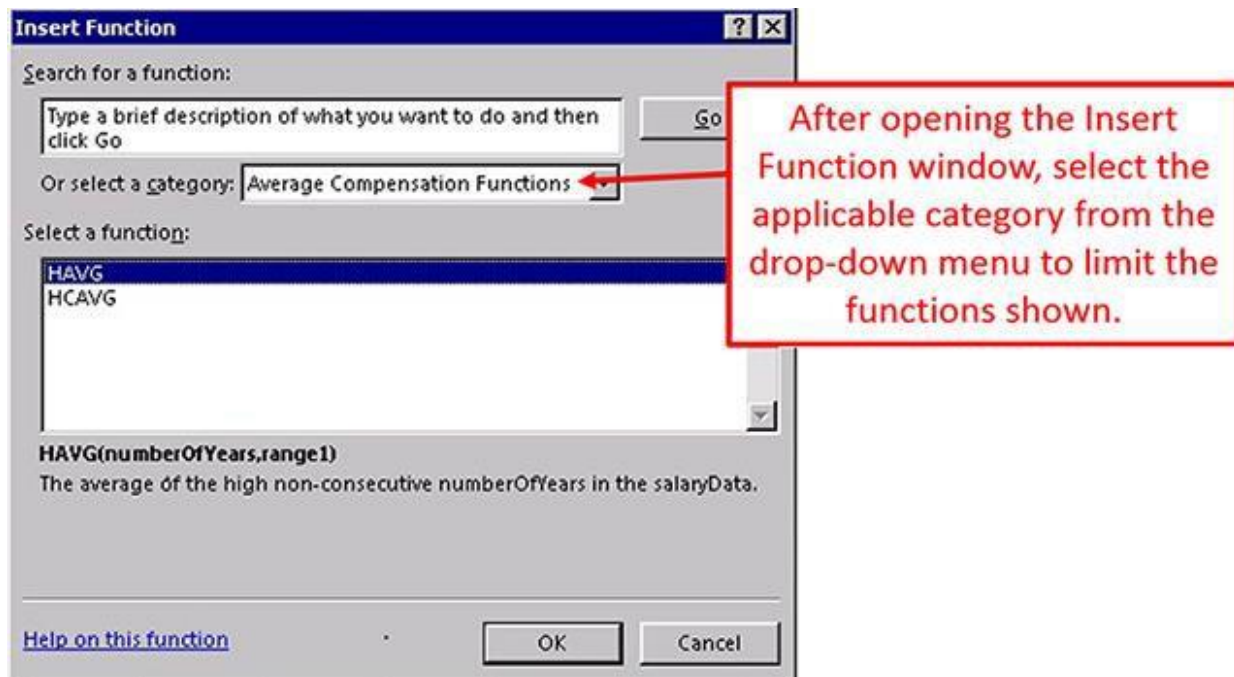 Insert Function
Search for a function:
Type a brief description of what you want to do and then
click Go
Go
Or select a category: Average Compensation Functions
Select a function:
HAVG
HCAVG
HAVG(numberOfYears,range1)
The average of the high non-consecutive numberOfYears in the salaryData.
Help on this function
OK
Cancel
After opening the Insert
Function window, select the
applicable category from the
drop-down menu to limit the
functions shown.